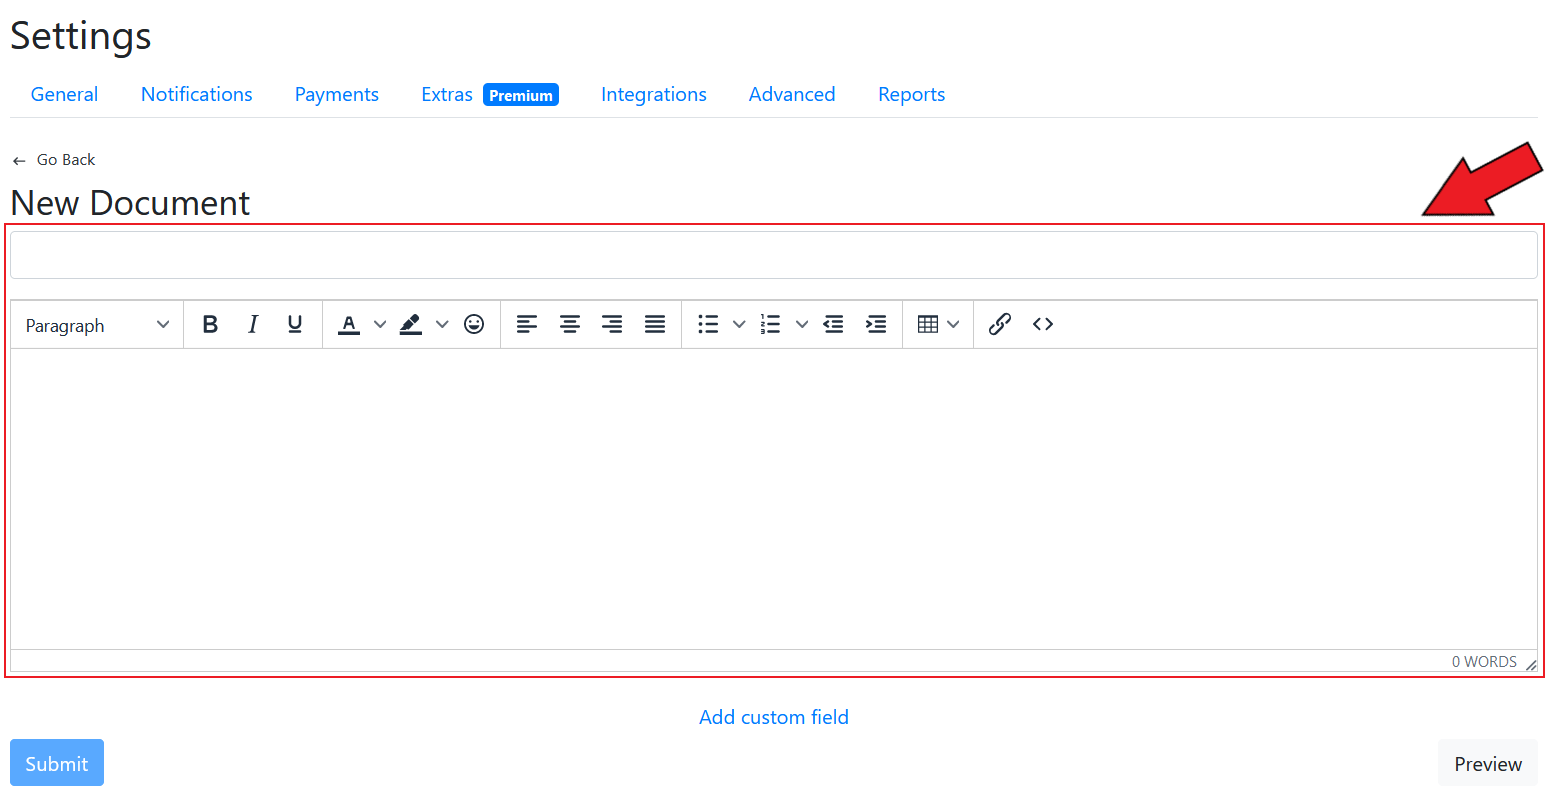 Settings
General Notifications Payments Extras Premium Integrations Advanced Reports
← Go Back
New Document
Paragraph B I U A
0 WORDS
Add custom field
Submit Preview